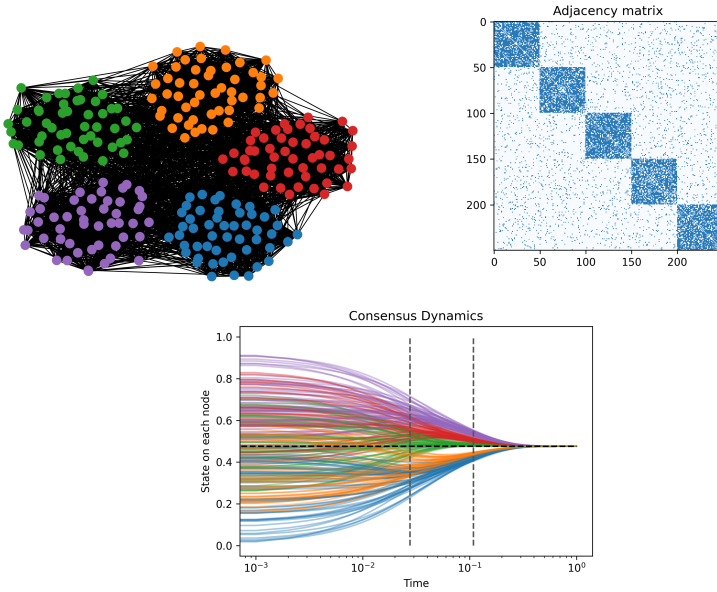 Adjacency matrix
0
50
100
150
200
0 50 100 150 200
Consensus Dynamics
State on each node
1.0
0.8
0.6
0.4
0.2
0.0
10⁻³ 10⁻² 10⁻¹ 10⁰
Time